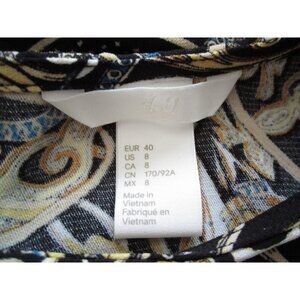 EUR 40
US 8
CA 8
CN 170/92A
MX 8
Made in
Vietnam
Fabriqué en
Vietnam